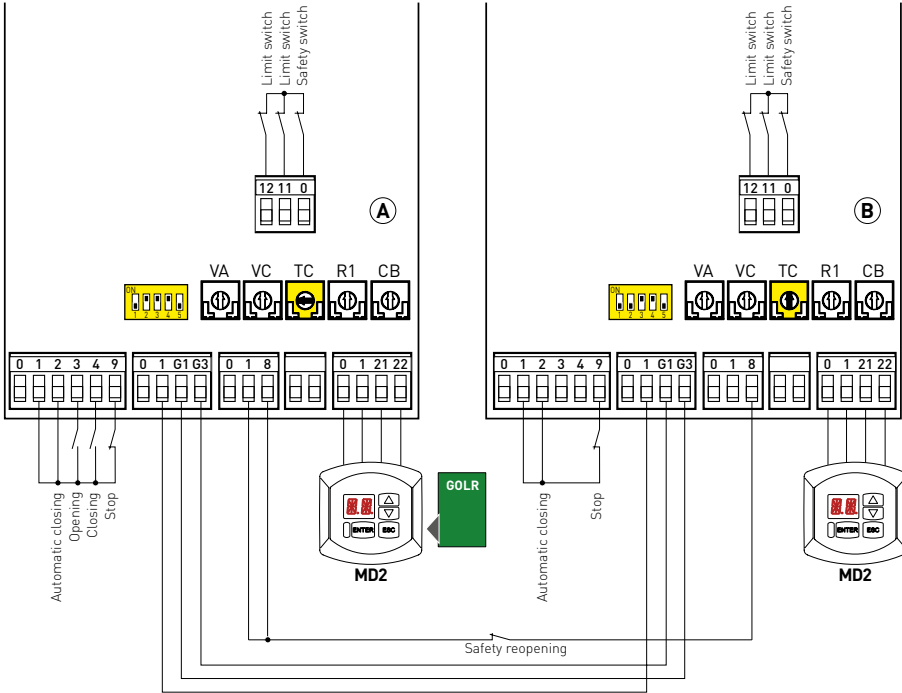 Limit switch
Limit switch
Safety switch
12 11 0
A
VA VC TC R1 CB
ON
1 2 3 4 5
0 1 2 3 4 9
0 1 G1 G3
0 1 8
0 1 21 22
Automatic closing
Opening
Closing
Stop
ENTER
ESC
MD2
GOLR
Limit switch
Limit switch
Safety switch
12 11 0
B
VA VC TC R1 CB
ON
1 2 3 4 5
0 1 2 3 4 9
0 1 G1 G3
0 1 8
0 1 21 22
Automatic closing
Stop
ENTER
ESC
MD2
Safety reopening